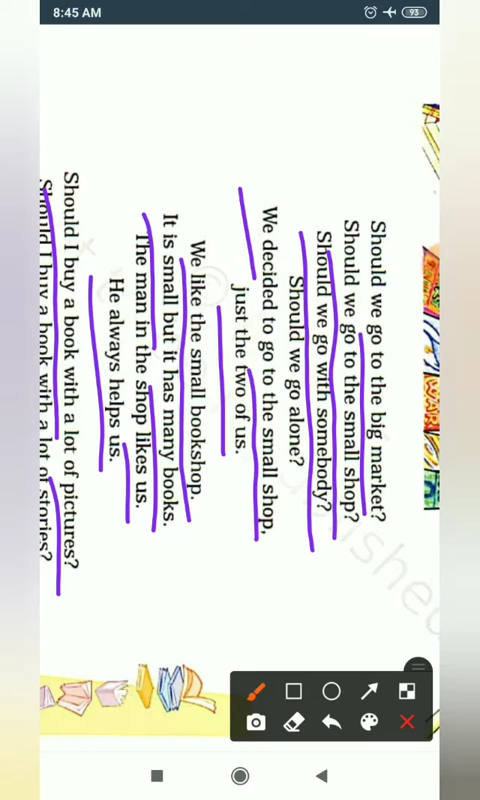 8:45 AM
93
Should we go to the big market?
Should we go to the small shop?
Should we go with somebody?
Should we go alone?
We decided to go to the small shop,
just the two of us.
We like the small bookshop.
It is small but it has many books.
The man in the shop likes us.
He always helps us.
Should I buy a book with a lot of pictures?
Should I buy a book with a lot of stories?